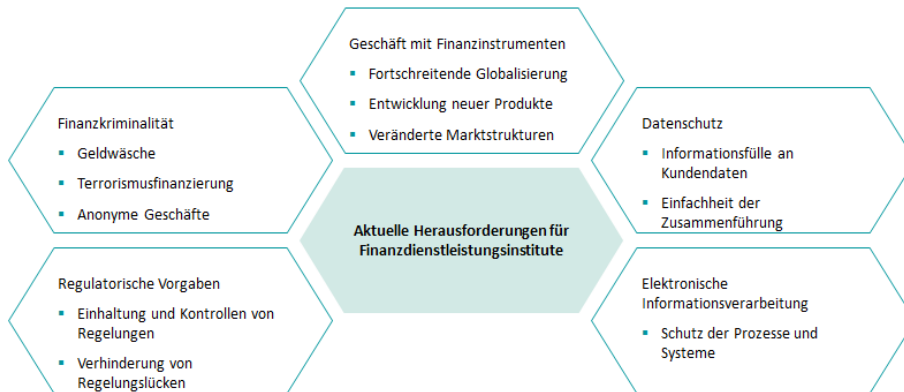 Geschäft mit Finanzinstrumenten
▪ Fortschreitende Globalisierung
▪ Entwicklung neuer Produkte
▪ Veränderte Marktstrukturen
Finanzkriminalität
▪ Geldwäsche
▪ Terrorismusfinanzierung
▪ Anonyme Geschäfte
Datenschutz
▪ Informationsfülle an
Kundendaten
▪ Einfachheit der
Zusammenführung
Aktuelle Herausforderungen für
Finanzdienstleistungsinstitute
Regulatorische Vorgaben
▪ Einhaltung und Kontrollen von
Regelungen
▪ Verhinderung von
Regelungslücken
Elektronische
Informationsverarbeitung
▪ Schutz der Prozesse und
Systeme